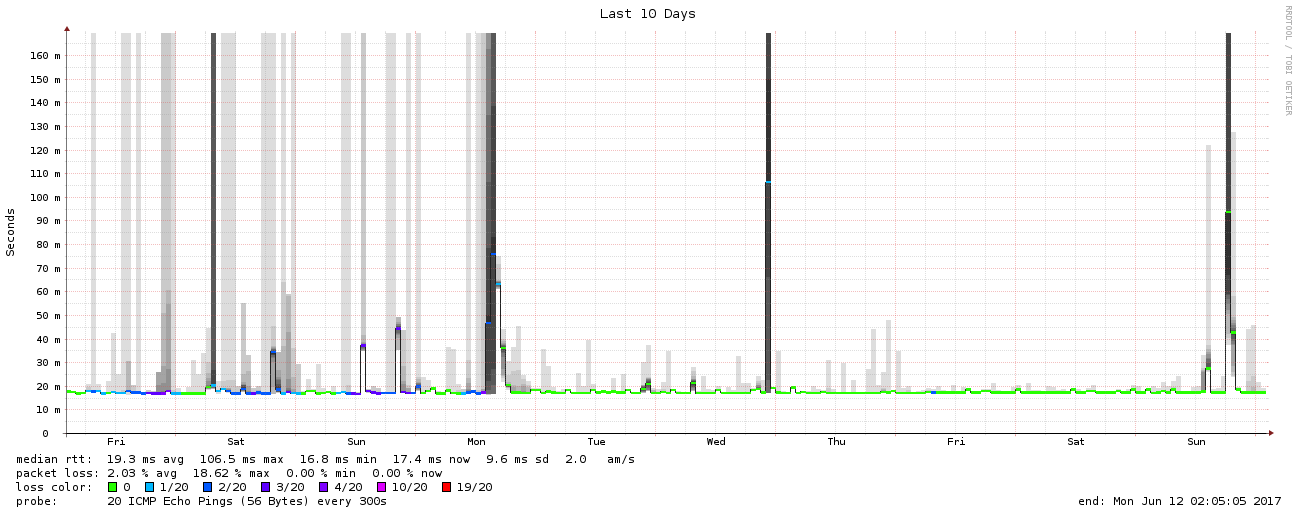 Last 10 Days
RRDTOOL / TOBI OETIKER
Seconds
160 m
150 m
140 m
130 m
120 m
110 m
100 m
90 m
80 m
70 m
60 m
50 m
40 m
30 m
20 m
10 m
0
Fri Sat Sun Mon Tue Wed Thu Fri Sat Sun
median rtt: 19.3 ms avg 106.5 ms max 16.8 ms min 17.4 ms now 9.6 ms sd 2.0 am/s
packet loss: 2.03 % avg 18.62 % max 0.00 % min 0.00 % now
loss color: 0 1/20 2/20 3/20 4/20 10/20 19/20
probe: 20 ICMP Echo Pings (56 Bytes) every 300s end: Mon Jun 12 02:05:05 2017